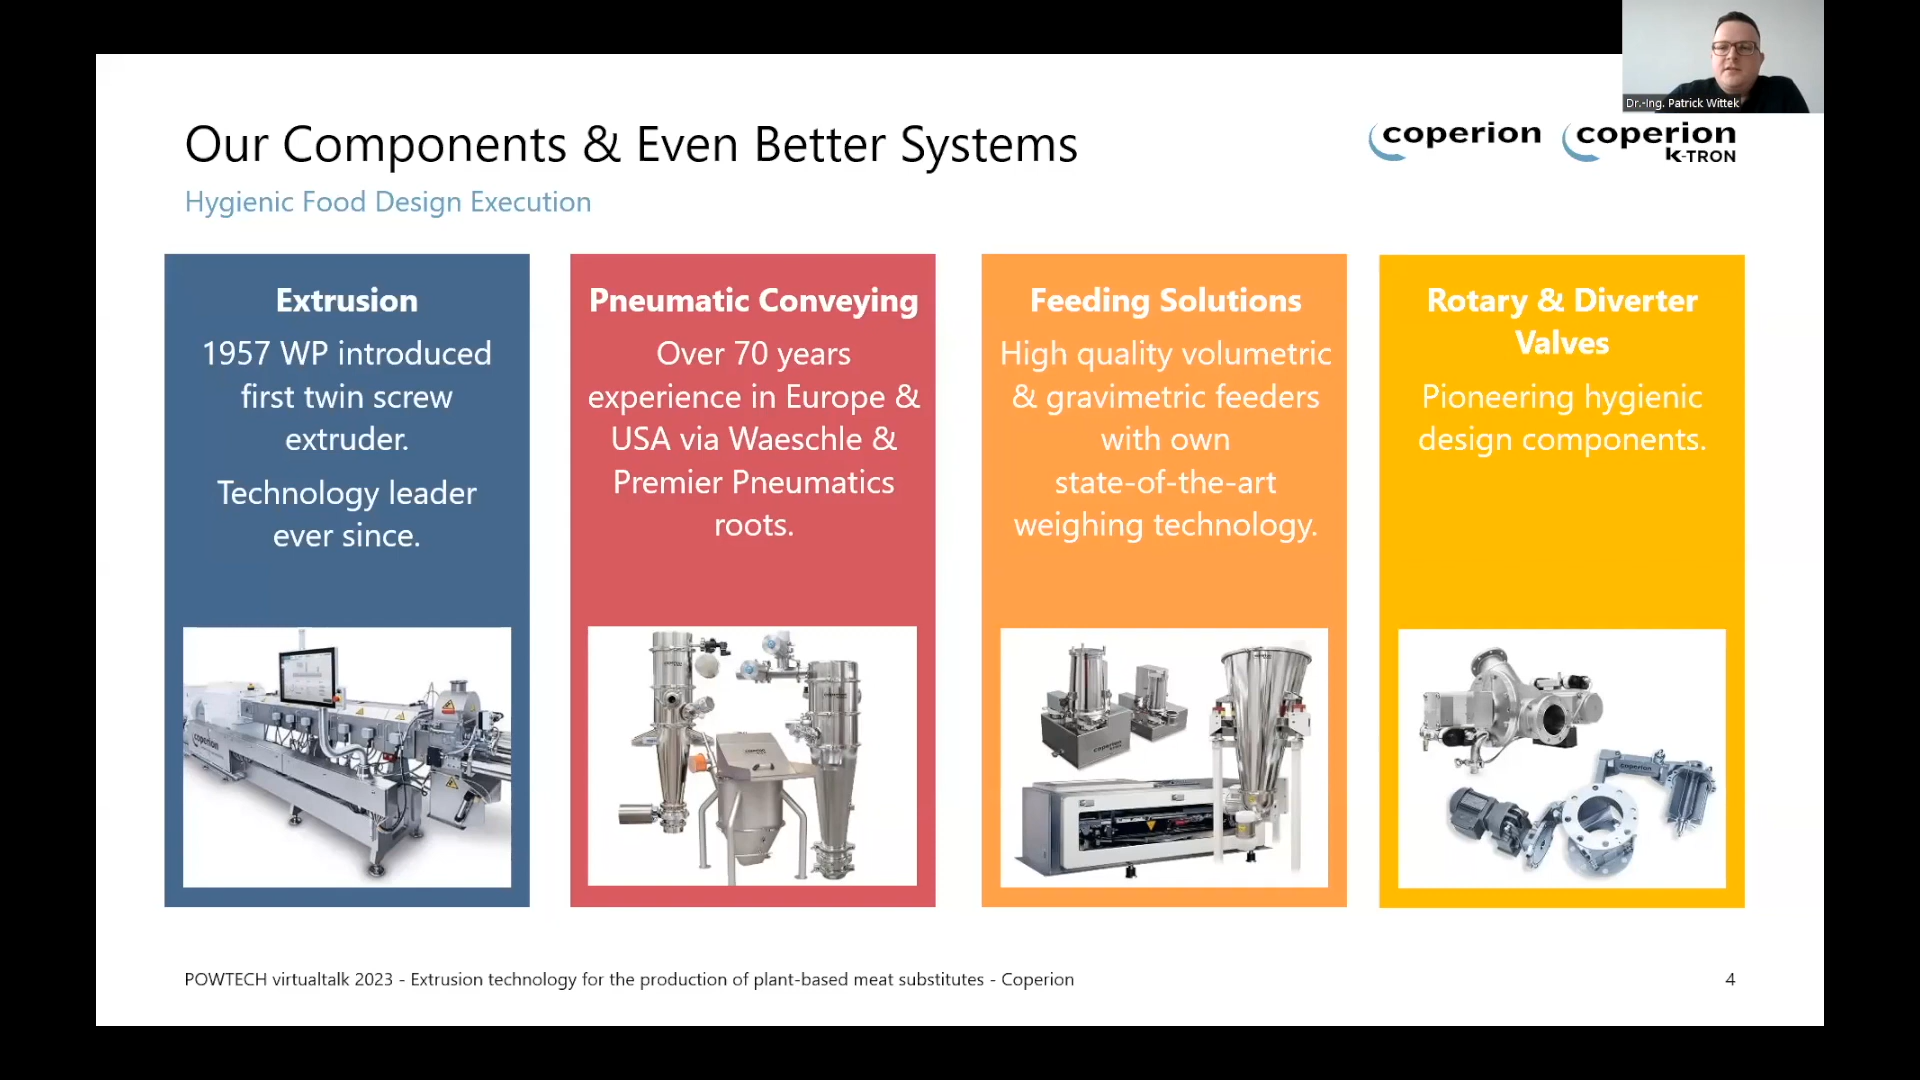 Dr.-Ing. Patrick Wittek
Our Components & Even Better Systems
Hygienic Food Design Execution
coperion
coperion
K-TRON
Extrusion
1957 WP introduced
first twin screw
extruder.
Technology leader
ever since.
Pneumatic Conveying
Over 70 years
experience in Europe &
USA via Waeschle &
Premier Pneumatics
roots.
Feeding Solutions
High quality volumetric
& gravimetric feeders
with own
state-of-the-art
weighing technology.
Rotary & Diverter
Valves
Pioneering hygienic
design components.
coperion
coperion
coperion
POWTECH virtualtalk 2023 - Extrusion technology for the production of plant-based meat substitutes - Coperion
4